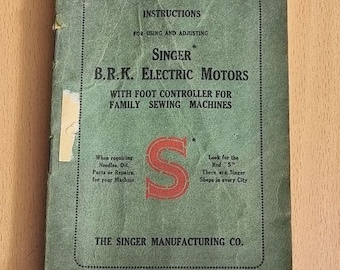 INSTRUCTIONS
FOR USING AND ADJUSTING
SINGER*
B.R.K. ELECTRIC MOTORS
WITH FOOT CONTROLLER FOR
FAMILY SEWING MACHINES
When requiring
Needles, Oil,
Parts or Repairs,
for your Machine
S*
Look for the
Red "S"
There are Singer
Shops in every City
THE SINGER MANUFACTURING CO.